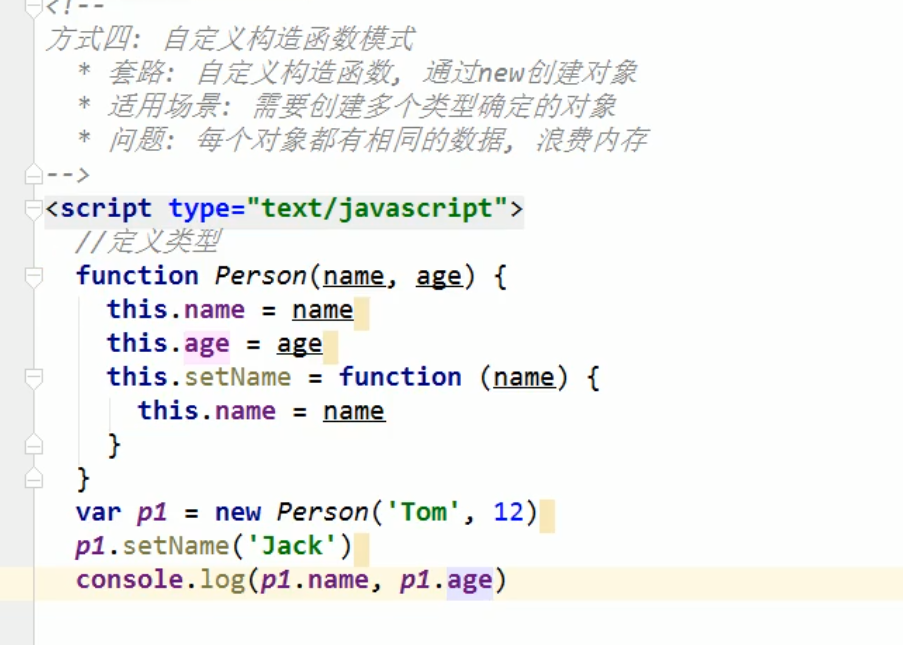 <!--
方式四: 自定义构造函数模式
* 套路: 自定义构造函数, 通过new创建对象
* 适用场景: 需要创建多个类型确定的对象
* 问题: 每个对象都有相同的数据, 浪费内存
-->
<script type="text/javascript">
//定义类型
function Person(name, age) {
this.name = name
this.age = age
this.setName = function (name) {
this.name = name
}
}
var p1 = new Person('Tom', 12)
p1.setName('Jack')
console.log(p1.name, p1.age)